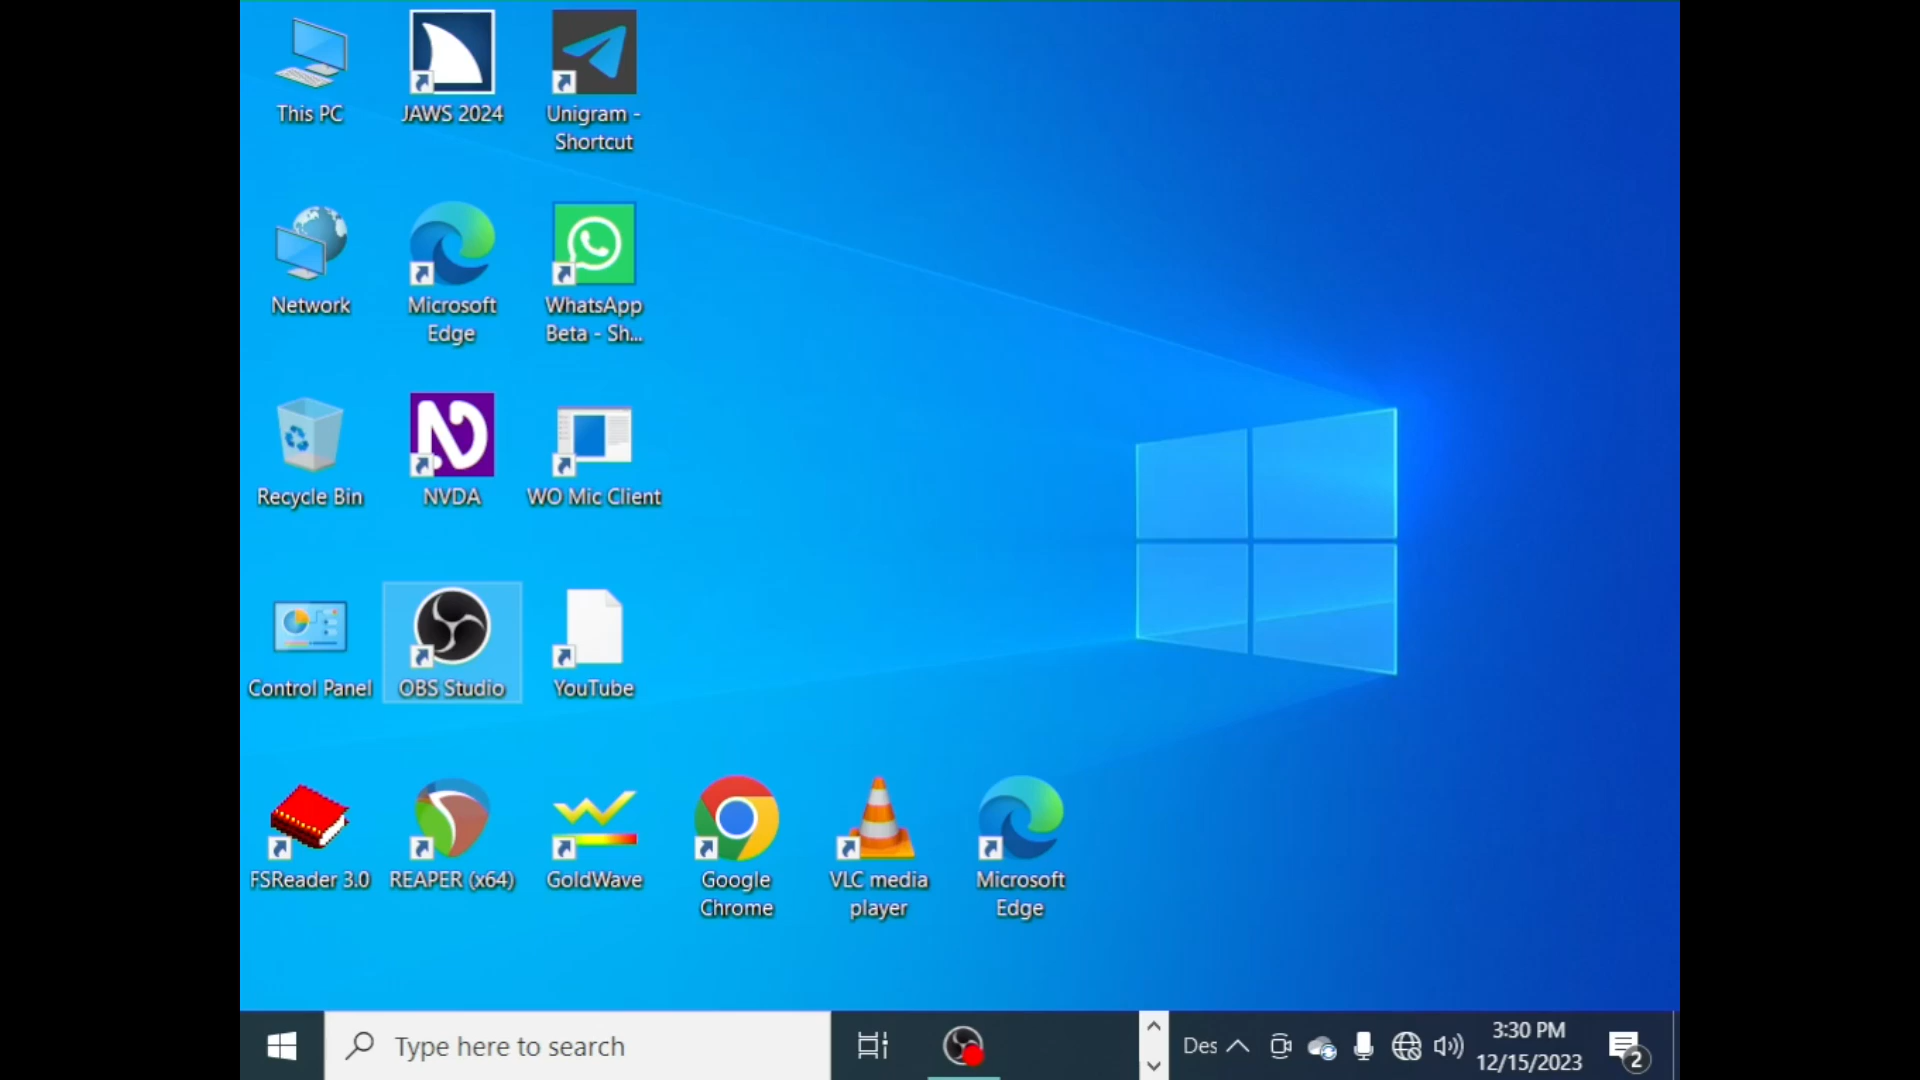 This PC
JAWS 2024
Unigram -
Shortcut
Network
Microsoft
Edge
WhatsApp
Beta - Sh...
Recycle Bin
NVDA
WO Mic Client
Control Panel
OBS Studio
YouTube
FSReader 3.0
REAPER (x64)
GoldWave
Google
Chrome
VLC media
player
Microsoft
Edge
Type here to search
Des
3:30 PM
12/15/2023
2